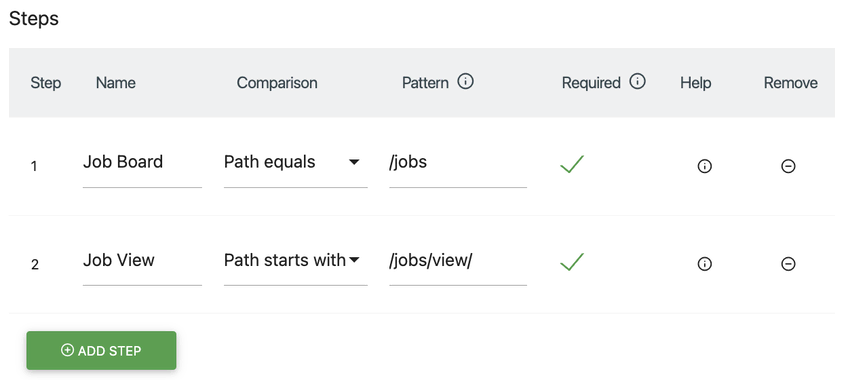 Steps
Step Name Comparison Pattern Required Help Remove
1 Job Board Path equals /jobs
2 Job View Path starts with /jobs/view/
ADD STEP